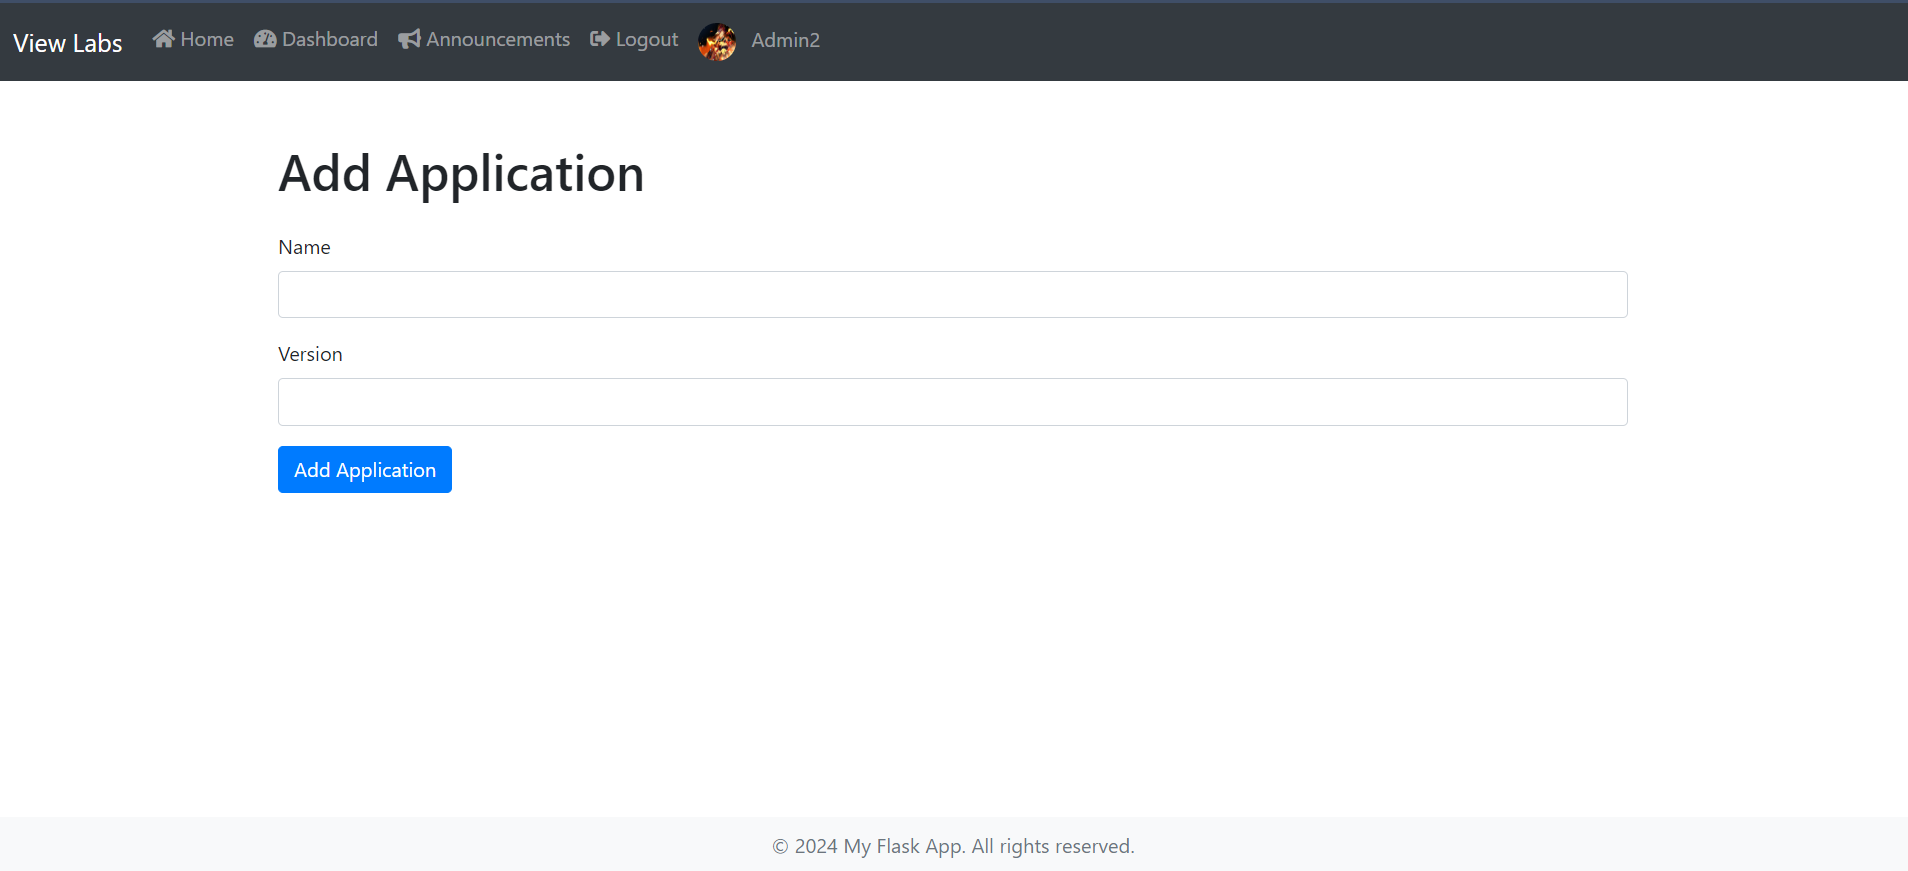 View Labs Home Dashboard Announcements Logout Admin2
Add Application
Name
Version
Add Application
© 2024 My Flask App. All rights reserved.